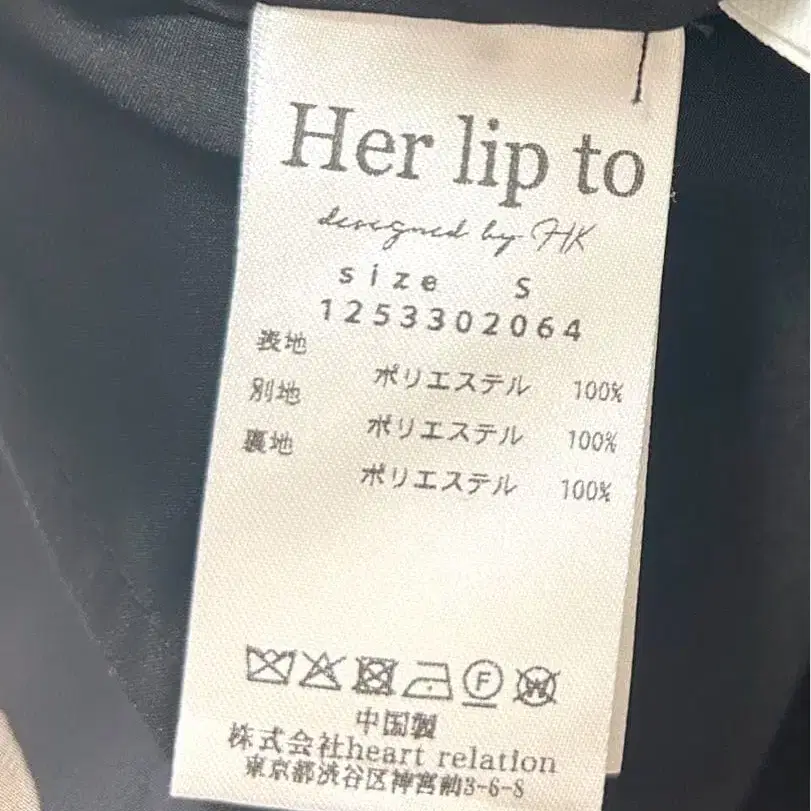 Her lip to
designed by HK
size S
1253302064
表地 ポリエステル 100%
別地 ポリエステル 100%
裏地 ポリエステル 100%
F W
中国製
株式会社heart relation
東京都渋谷区神宮前3-6-8